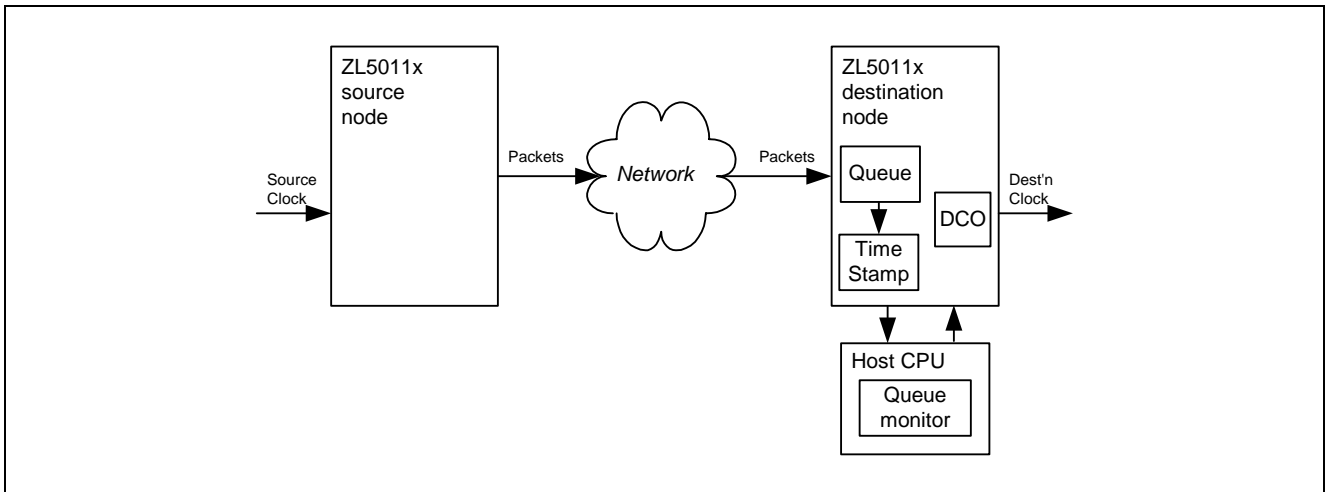 ZL5011x
source
node
Source
Clock
Packets
Network
Packets
ZL5011x
destination
node
Queue
Time
Stamp
DCO
Dest'n
Clock
Host CPU
Queue
monitor